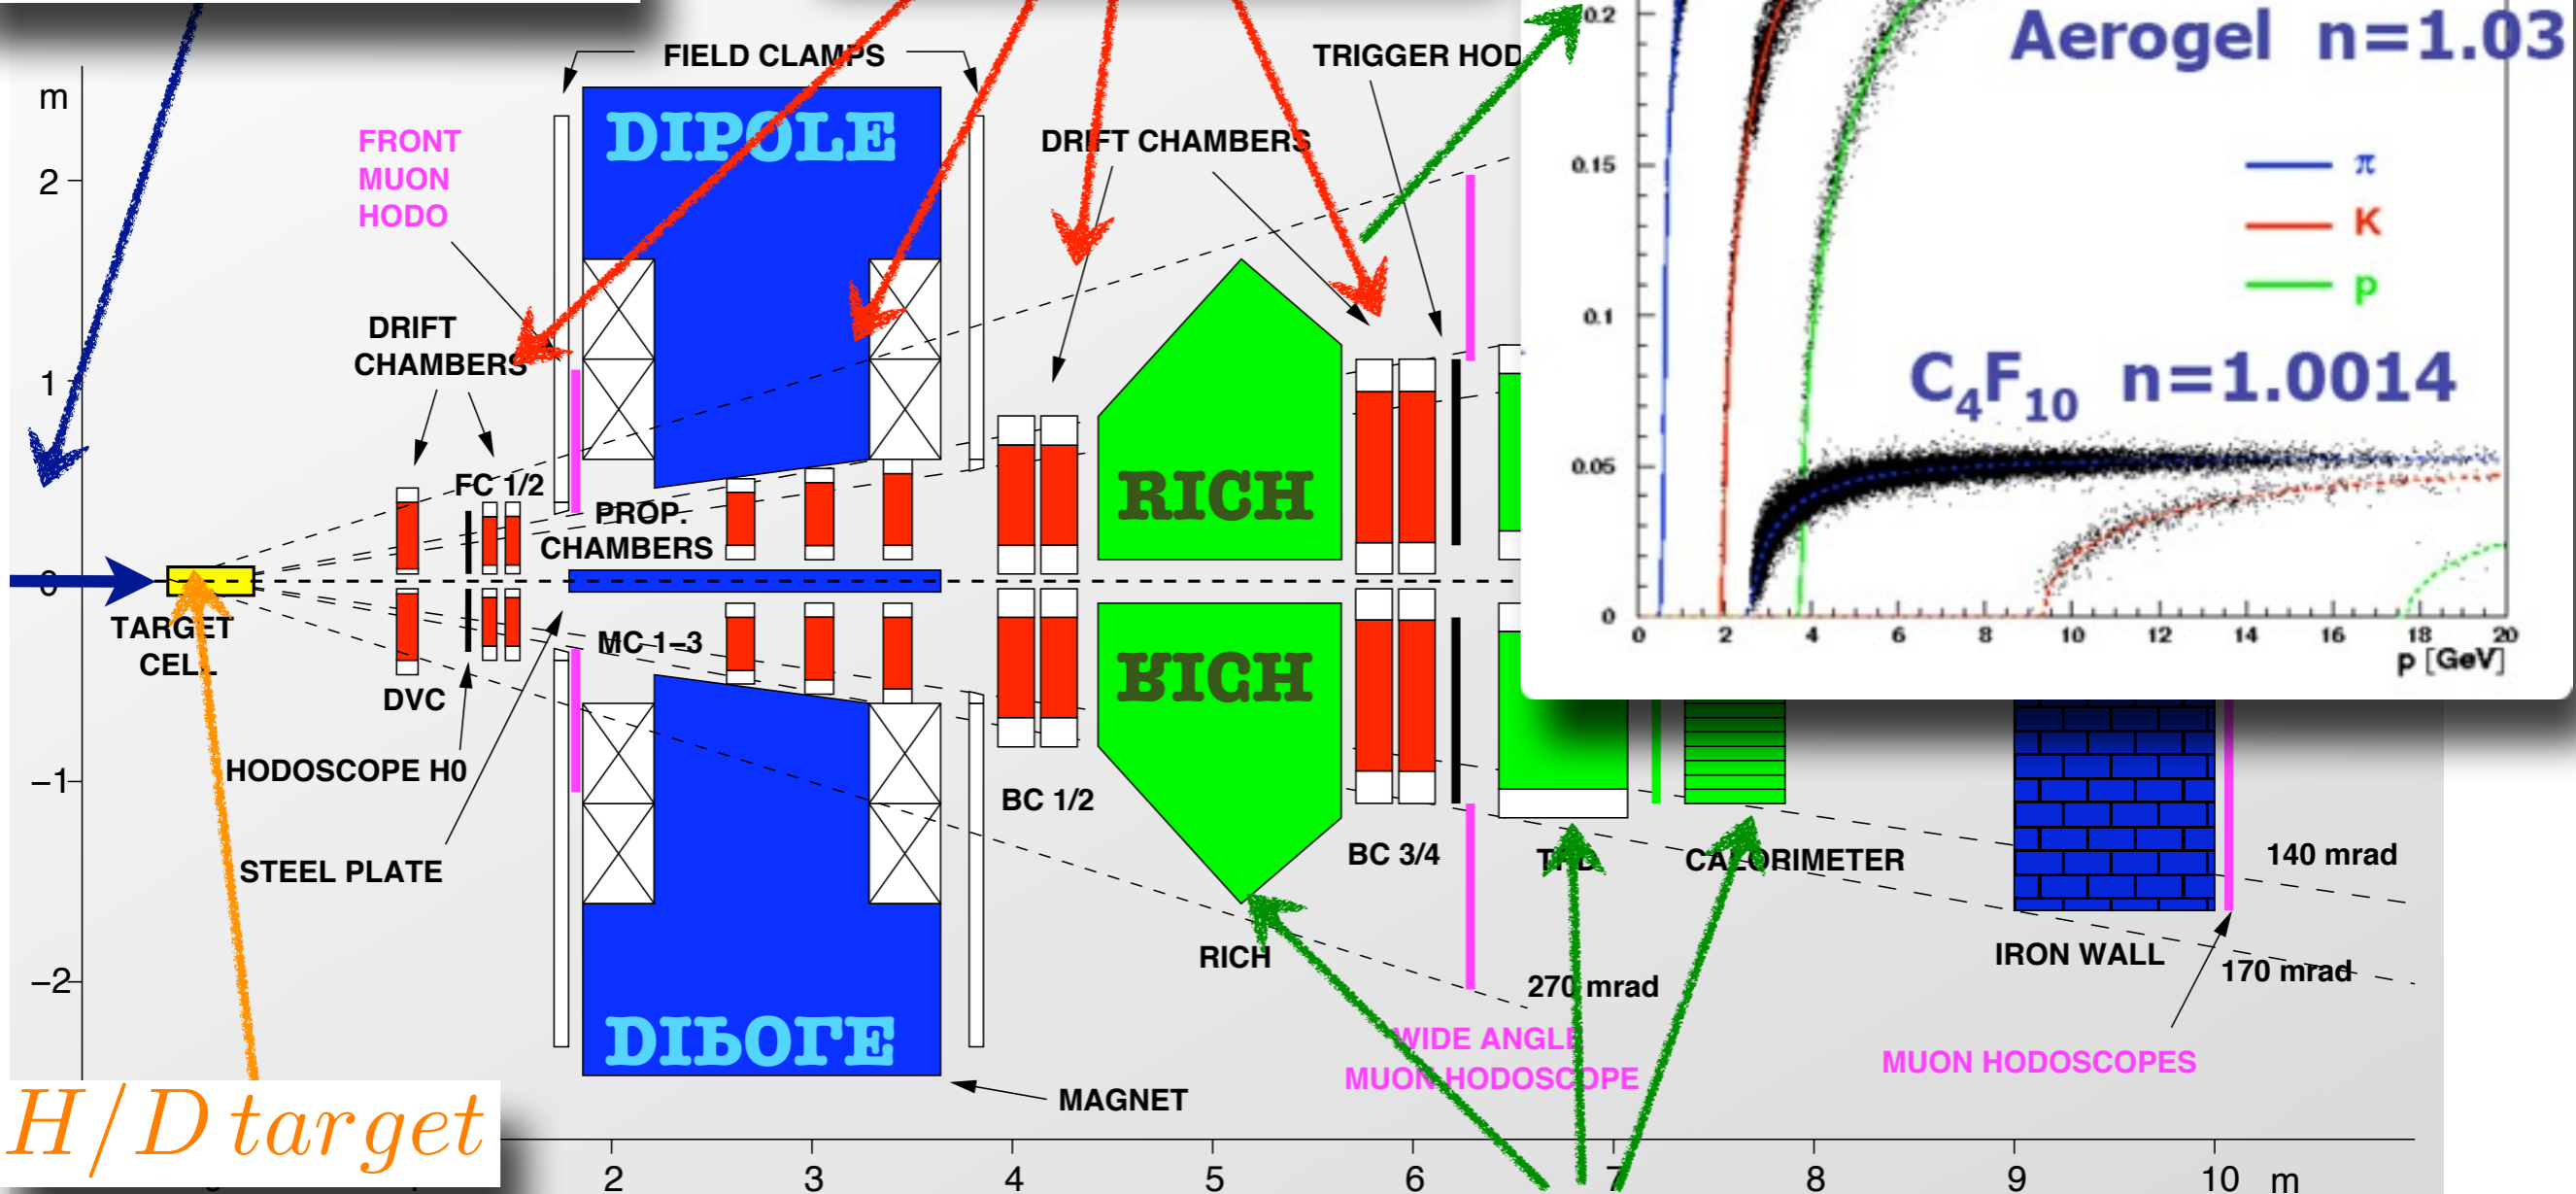 FIELD CLAMPS
TRIGGER HOD
m
2
1
0
−1
−2
FRONT
MUON
HODO
DIPOLE
DRIFT CHAMBERS
DRIFT
CHAMBERS
FC 1/2
PROP.
CHAMBERS
RICH
TARGET
CELL
DVC
MC 1−3
RICH
HODOSCOPE H0
STEEL PLATE
BC 1/2
BC 3/4
TRD
CALORIMETER
140 mrad
RICH
IRON WALL
170 mrad
270 mrad
WIDE ANGLE
MUON HODOSCOPE
MUON HODOSCOPES
DIPOLE
MAGNET
H/D target
2 3 4 5 6 7 8 9 10 m
Aerogel n=1.03
0.2
0.15
0.1
0.05
0
π
K
p
C4F10 n=1.0014
0 2 4 6 8 10 12 14 16 18 20
p [GeV]